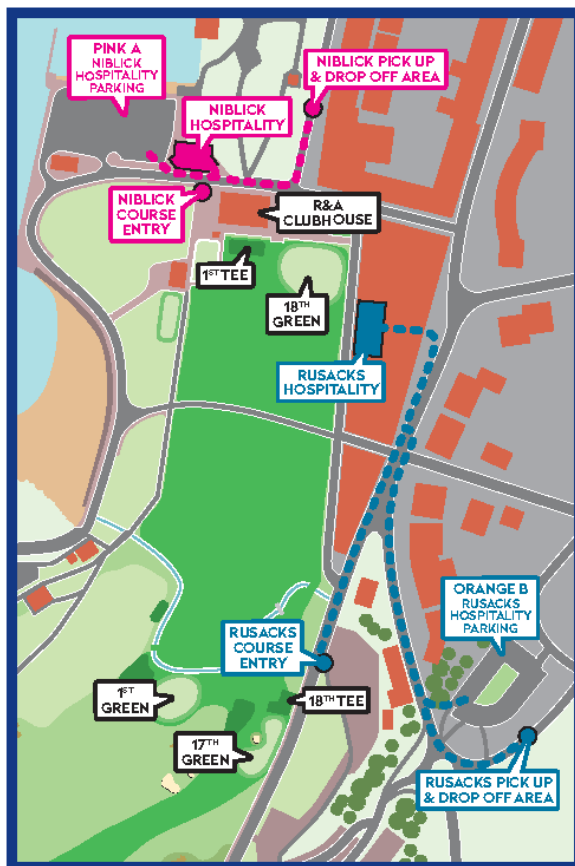 PINK A
NIBLICK
HOSPITALITY
PARKING
NIBLICK PICK UP
& DROP OFF AREA
NIBLICK
HOSPITALITY
NIBLICK
COURSE
ENTRY
R&A
CLUBHOUSE
1ST TEE
18TH
GREEN
RUSACKS
HOSPITALITY
ORANGE B
RUSACKS
HOSPITALITY
PARKING
RUSACKS
COURSE
ENTRY
1ST
GREEN
18TH TEE
17TH
GREEN
RUSACKS PICK UP
& DROP OFF AREA